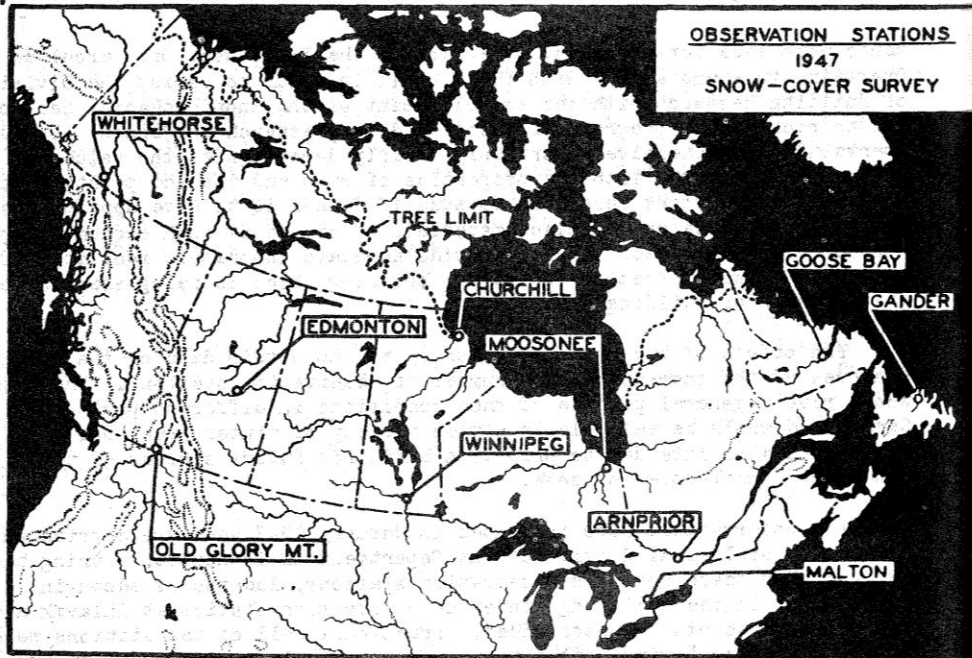 OBSERVATION STATIONS
1947
SNOW-COVER SURVEY
WHITEHORSE
TREE LIMIT
GOOSE BAY
CHURCHILL
GANDER
EDMONTON
MOOSONEE
WINNIPEG
ARNPRIOR
OLD GLORY MT.
MALTON